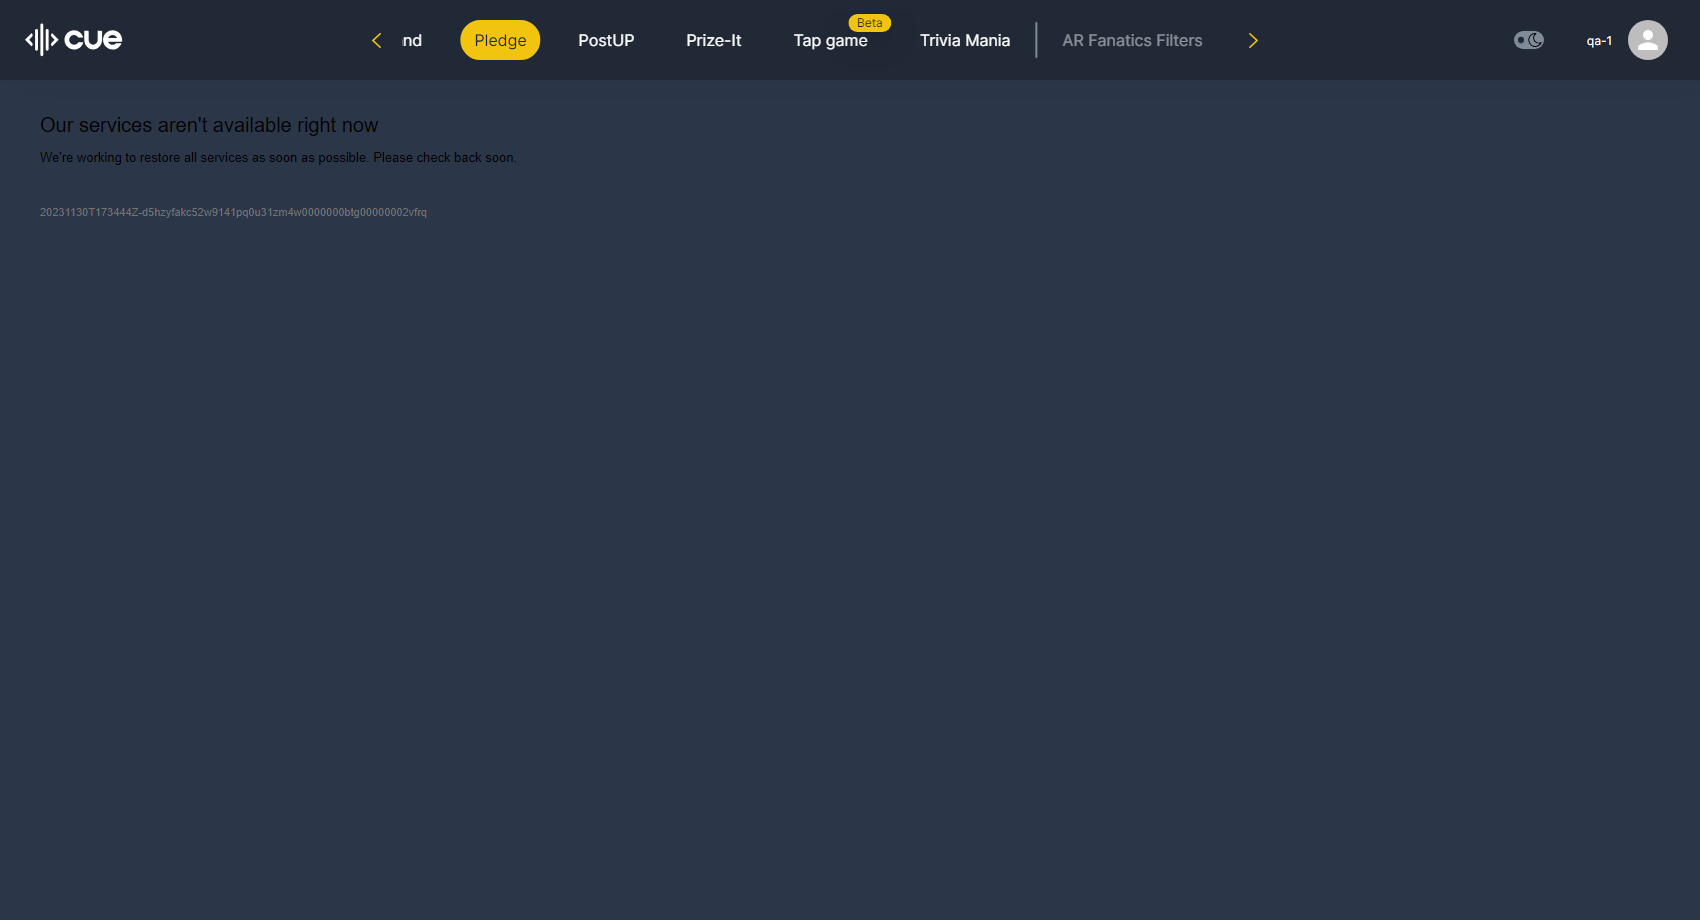 cue
Pledge
PostUP
Prize-It
Tap game
Beta
Trivia Mania
AR Fanatics Filters
qa-1
Our services aren't available right now
We're working to restore all services as soon as possible. Please check back soon.
20231130T173444Z-d5hzyfakc52w9141pq0u31zm4w0000000btg00000002vfrq